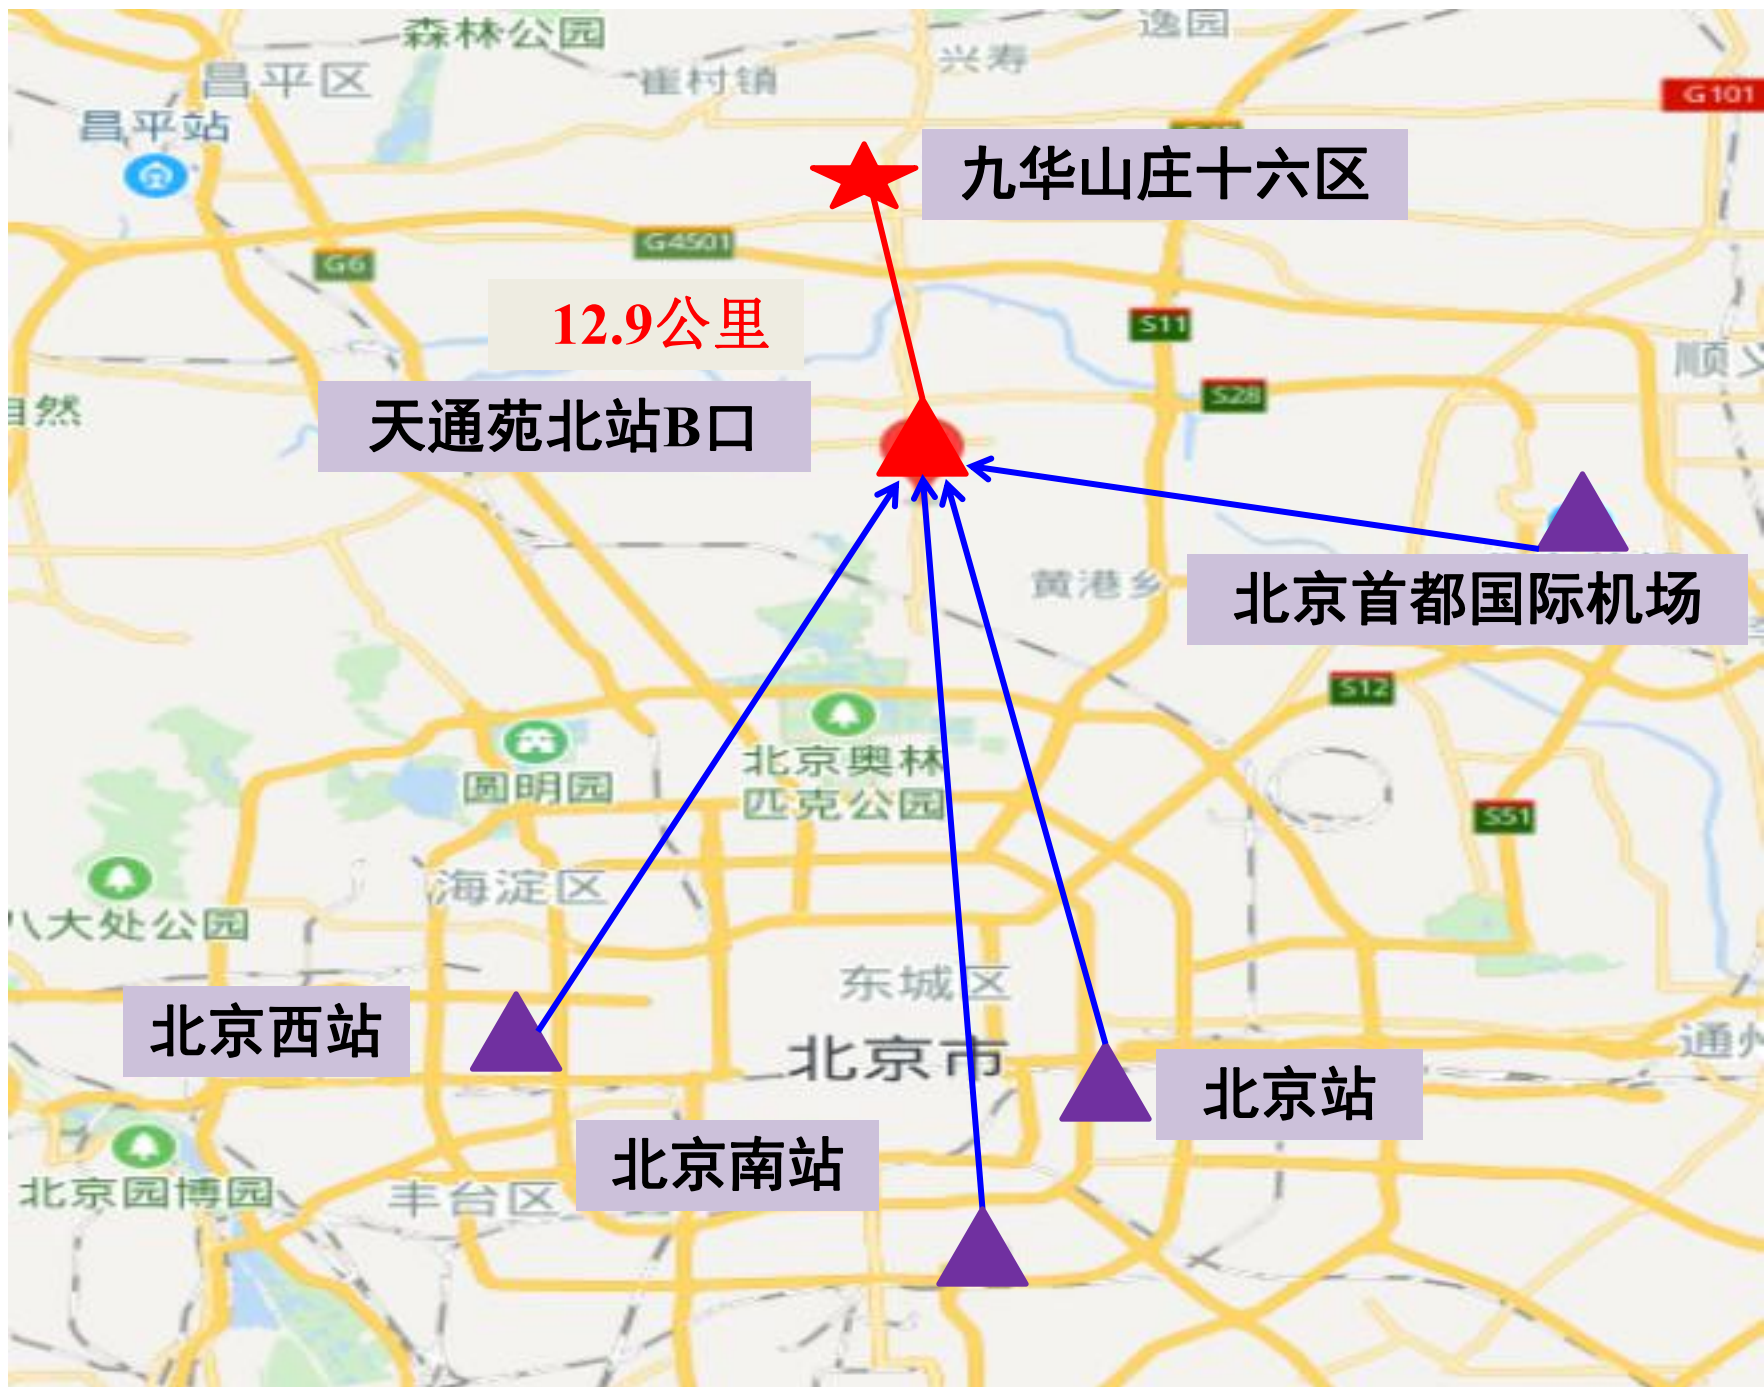 森林公园
逸园
昌平区
崔村镇
兴寿
G101
昌平站
九华山庄十六区
G4501
G6
12.9公里
S11
顺义
S28
自然
天通苑北站B口
黄港乡
北京首都国际机场
S12
北京奥林
匹克公园
圆明园
S51
海淀区
八大处公园
东城区
北京西站
北京市
通州
北京站
北京南站
北京园博园
丰台区